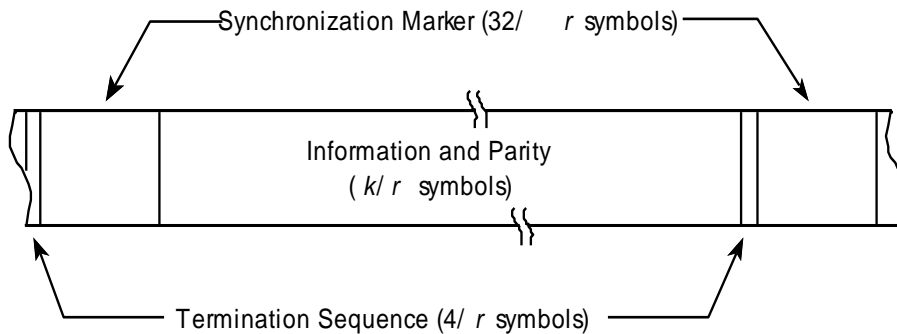 Synchronization Marker (32/ r symbols)
Information and Parity
( k/ r symbols)
Termination Sequence (4/ r symbols)